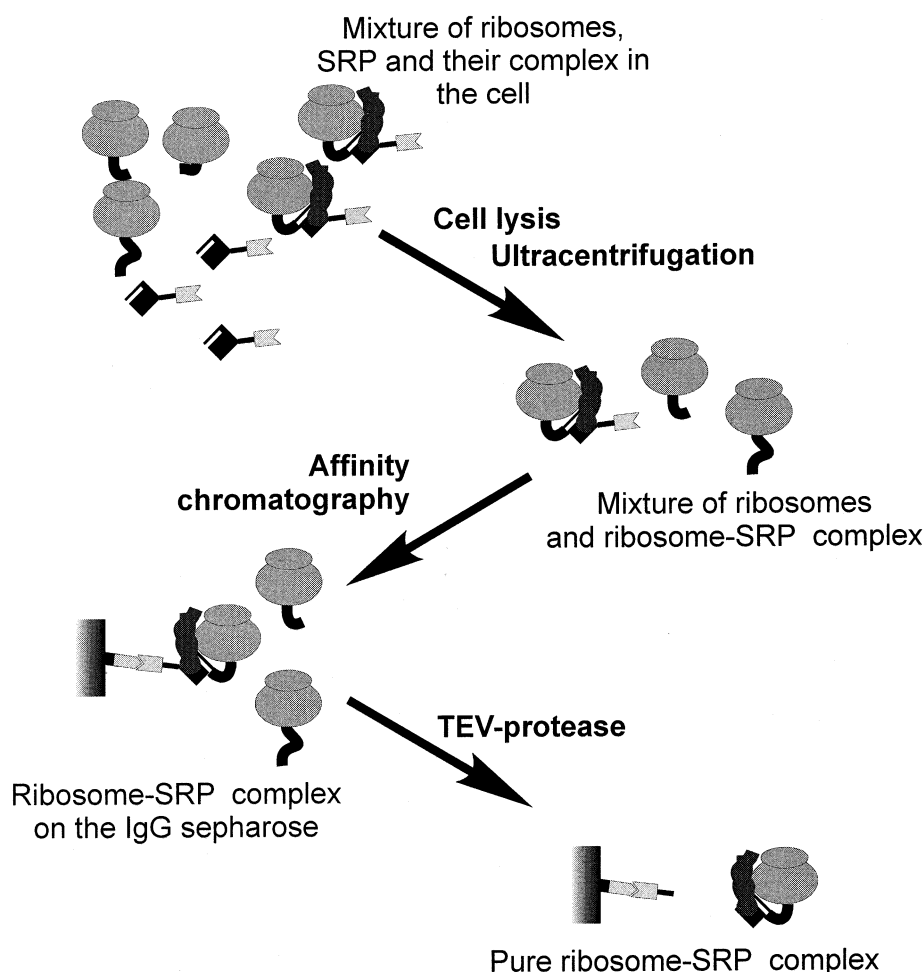 Mixture of ribosomes,
SRP and their complex in
the cell
Cell lysis
Ultracentrifugation
Affinity
chromatography
Mixture of ribosomes
and ribosome-SRP complex
TEV-protease
Ribosome-SRP complex
on the IgG sepharose
Pure ribosome-SRP complex